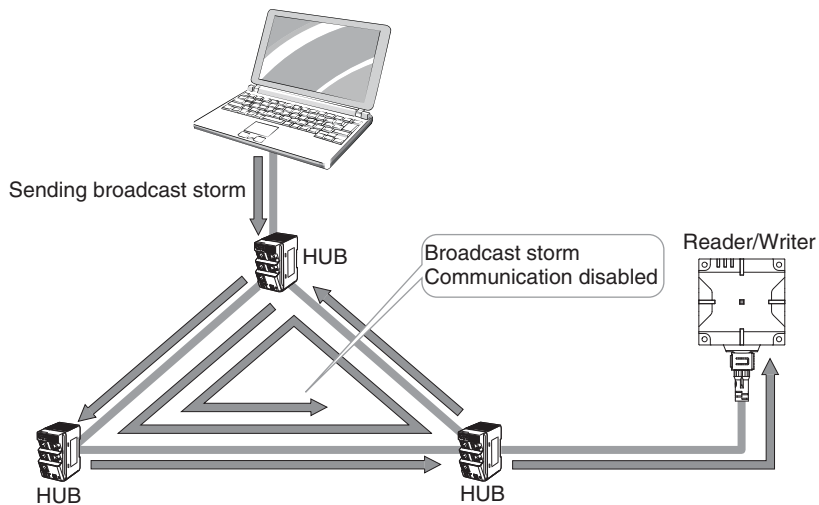 Sending broadcast storm
HUB
Broadcast storm
Communication disabled
Reader/Writer
HUB
HUB